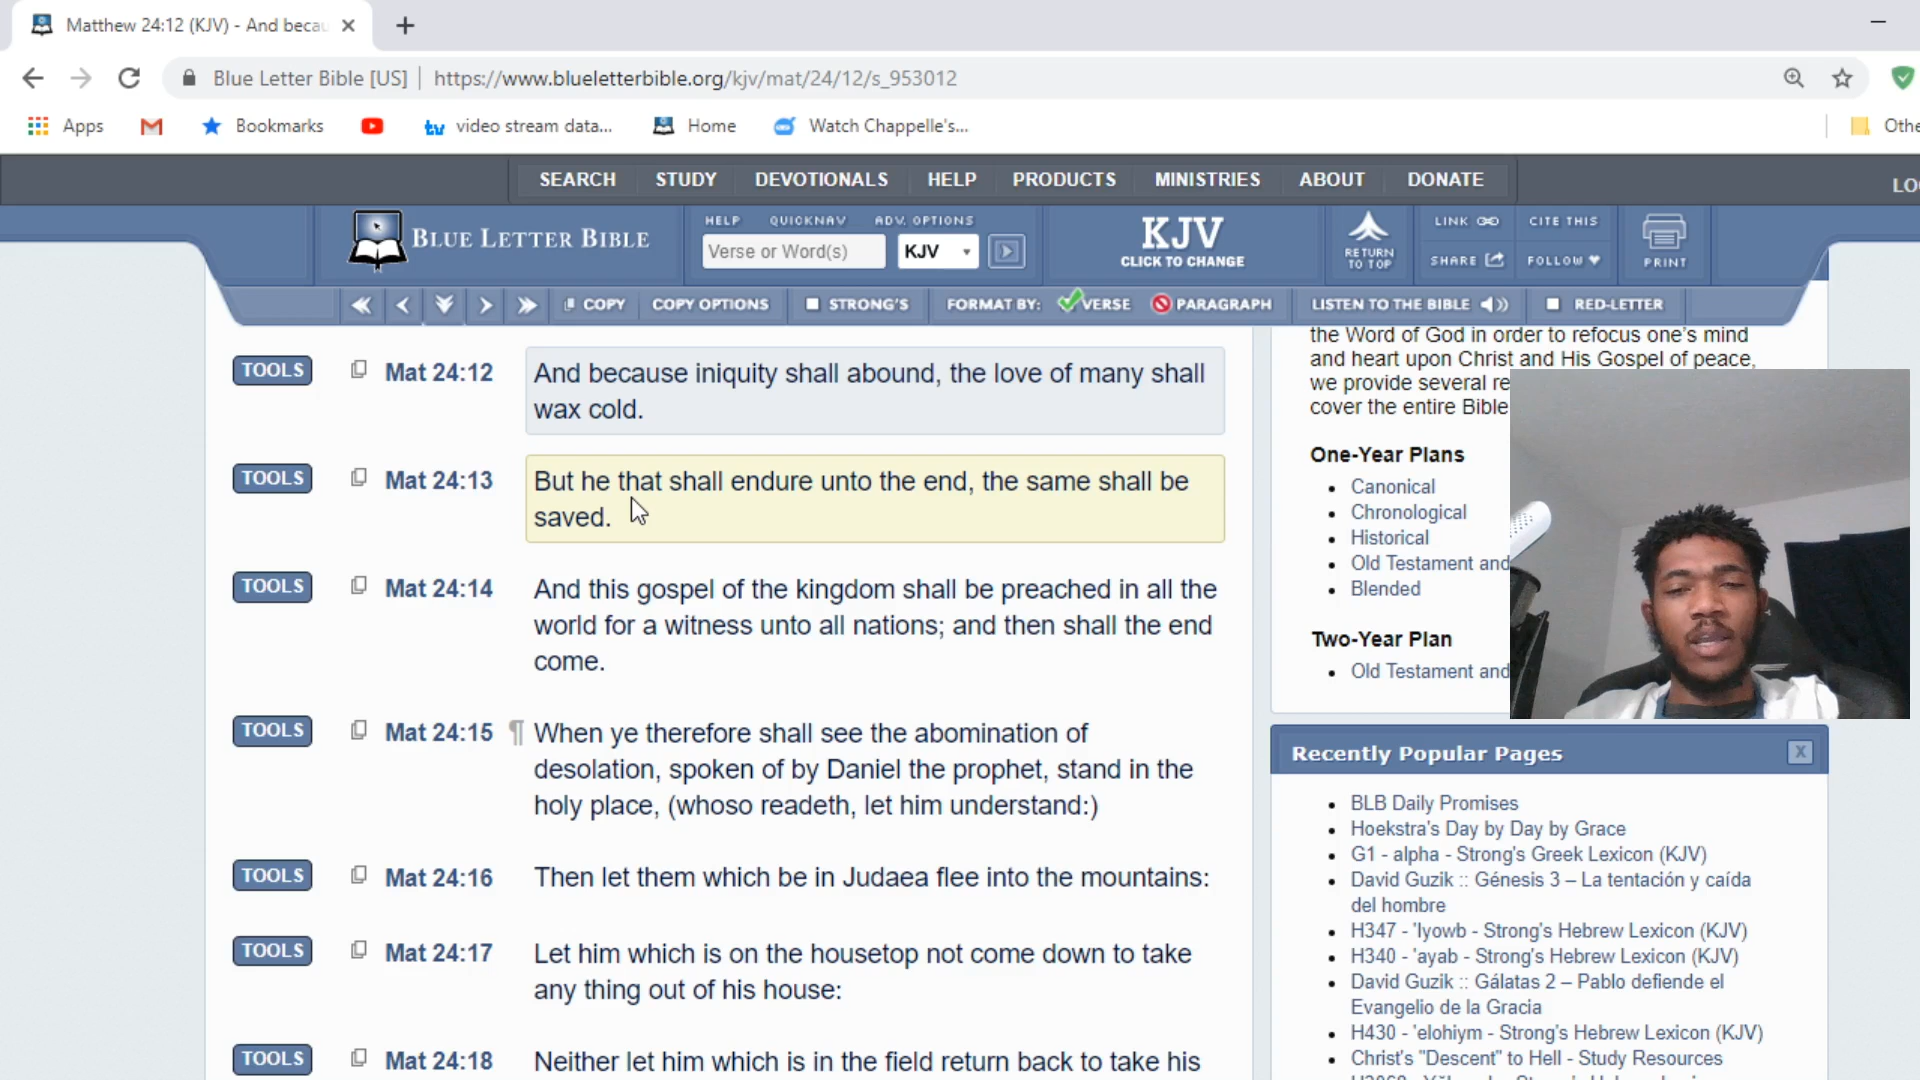 Matthew 24:12 (KJV) - And becau
Blue Letter Bible [US] | https://www.blueletterbible.org/kjv/mat/24/12/s_953012
Apps Bookmarks video stream data... Home Watch Chappelle's... Othe
SEARCH STUDY DEVOTIONALS HELP PRODUCTS MINISTRIES ABOUT DONATE LO
BLUE LETTER BIBLE
HELP QUICKNAV ADV. OPTIONS
Verse or Word(s) KJV
KJV
CLICK TO CHANGE
RETURN
TO TOP
LINK CITE THIS
SHARE FOLLOW
PRINT
COPY COPY OPTIONS STRONG'S FORMAT BY: VERSE PARAGRAPH LISTEN TO THE BIBLE RED-LETTER
TOOLS Mat 24:12 And because iniquity shall abound, the love of many shall
wax cold.
TOOLS Mat 24:13 But he that shall endure unto the end, the same shall be
saved.
TOOLS Mat 24:14 And this gospel of the kingdom shall be preached in all the
world for a witness unto all nations; and then shall the end
come.
TOOLS Mat 24:15 ¶ When ye therefore shall see the abomination of
desolation, spoken of by Daniel the prophet, stand in the
holy place, (whoso readeth, let him understand:)
TOOLS Mat 24:16 Then let them which be in Judaea flee into the mountains:
TOOLS Mat 24:17 Let him which is on the housetop not come down to take
any thing out of his house:
TOOLS Mat 24:18 Neither let him which is in the field return back to take his
the Word of God in order to refocus one's mind
and heart upon Christ and His Gospel of peace,
we provide several re
cover the entire Bible
One-Year Plans
Canonical
Chronological
Historical
Old Testament and
Blended
Two-Year Plan
Old Testament and
Recently Popular Pages X
BLB Daily Promises
Hoekstra's Day by Day by Grace
G1 - alpha - Strong's Greek Lexicon (KJV)
David Guzik :: Génesis 3 – La tentación y caída
del hombre
H347 - 'Iyowb - Strong's Hebrew Lexicon (KJV)
H340 - 'ayab - Strong's Hebrew Lexicon (KJV)
David Guzik :: Gálatas 2 – Pablo defiende el
Evangelio de la Gracia
H430 - 'elohiym - Strong's Hebrew Lexicon (KJV)
Christ's "Descent" to Hell - Study Resources